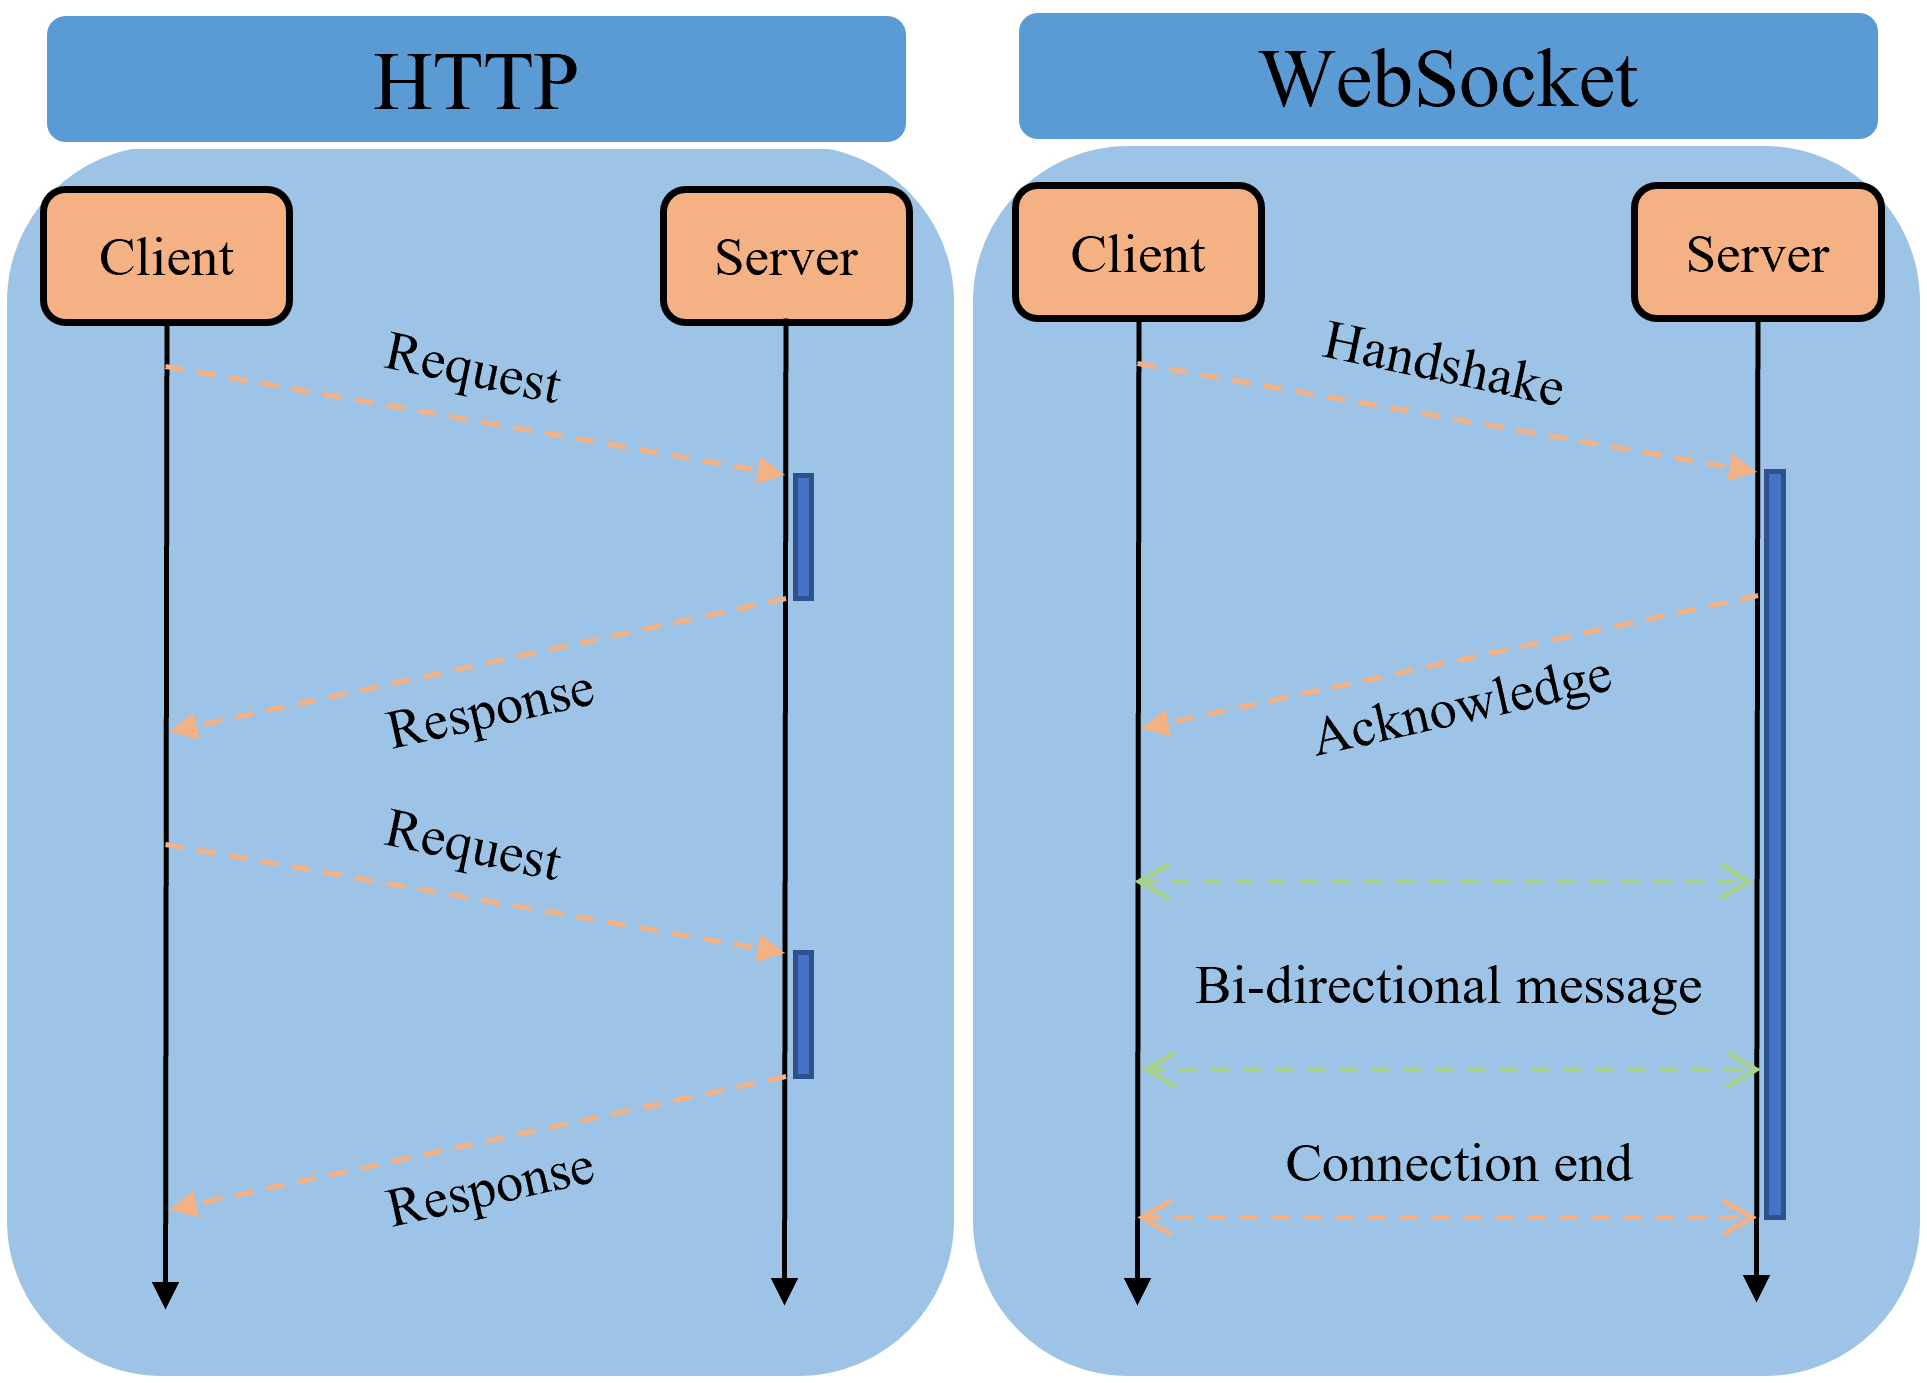 HTTP
Client
Server
Request
Response
Request
Response
WebSocket
Client
Server
Handshake
Acknowledge
Bi-directional message
Connection end